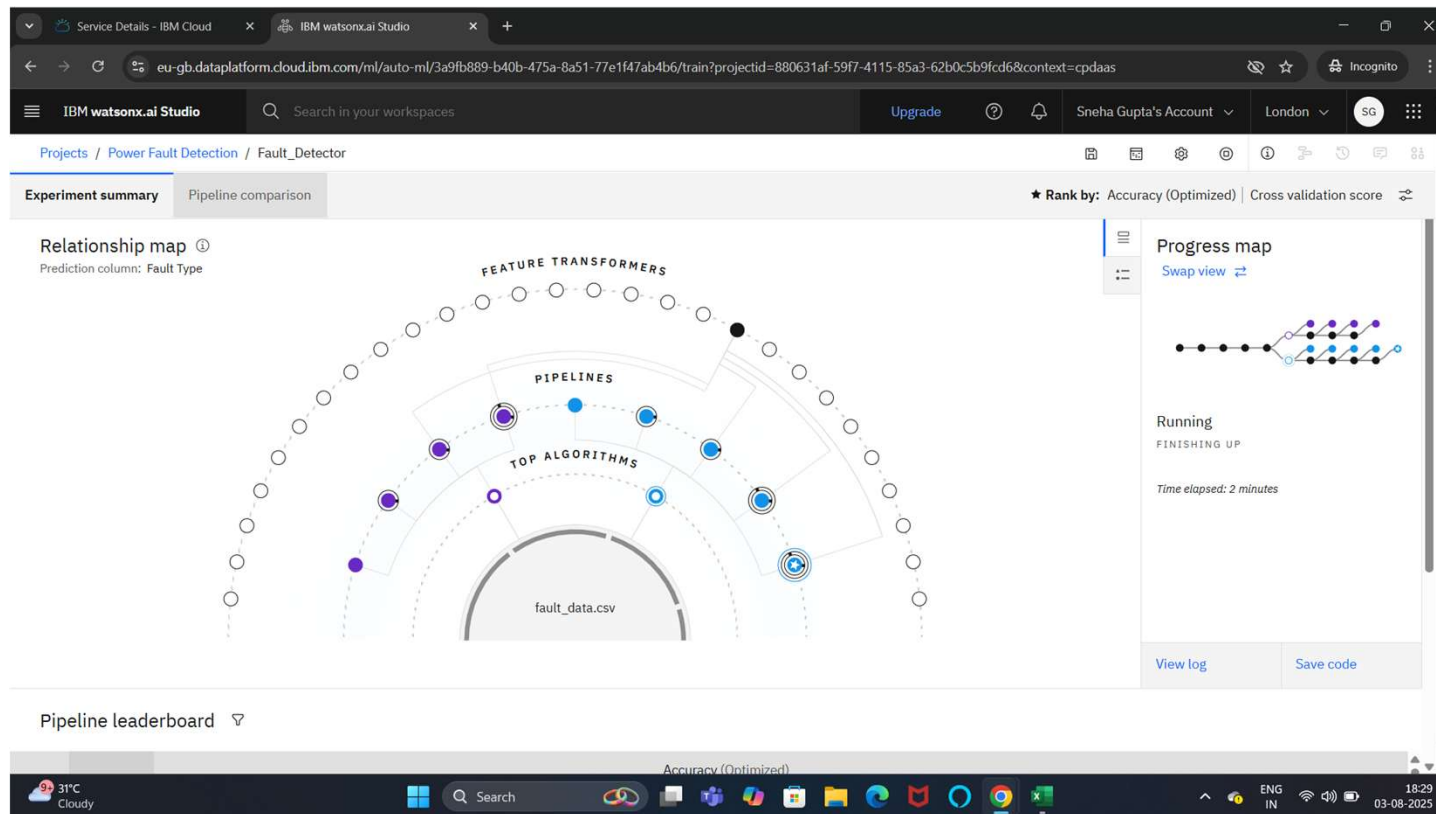 Service Details - IBM Cloud
IBM watsonx.ai Studio
eu-gb.dataplatform.cloud.ibm.com/ml/auto-ml/3a9fb889-b40b-475a-8a51-77e1f47ab4b6/train?projectid=880631af-59f7-4115-85a3-62b0c5b9fcd6&context=cpdaas
Incognito
IBM watsonx.ai Studio
Search in your workspaces
Upgrade
Sneha Gupta's Account
London
SG
Projects / Power Fault Detection / Fault_Detector
Experiment summary
Pipeline comparison
Rank by: Accuracy (Optimized) | Cross validation score
Relationship map
Prediction column: Fault Type
FEATURE TRANSFORMERS
PIPELINES
TOP ALGORITHMS
fault_data.csv
Progress map
Swap view
Running
FINISHING UP
Time elapsed: 2 minutes
View log
Save code
Pipeline leaderboard
Accuracy (Optimized)
9+
31°C
Cloudy
Search
ENG
IN
18:29
03-08-2025